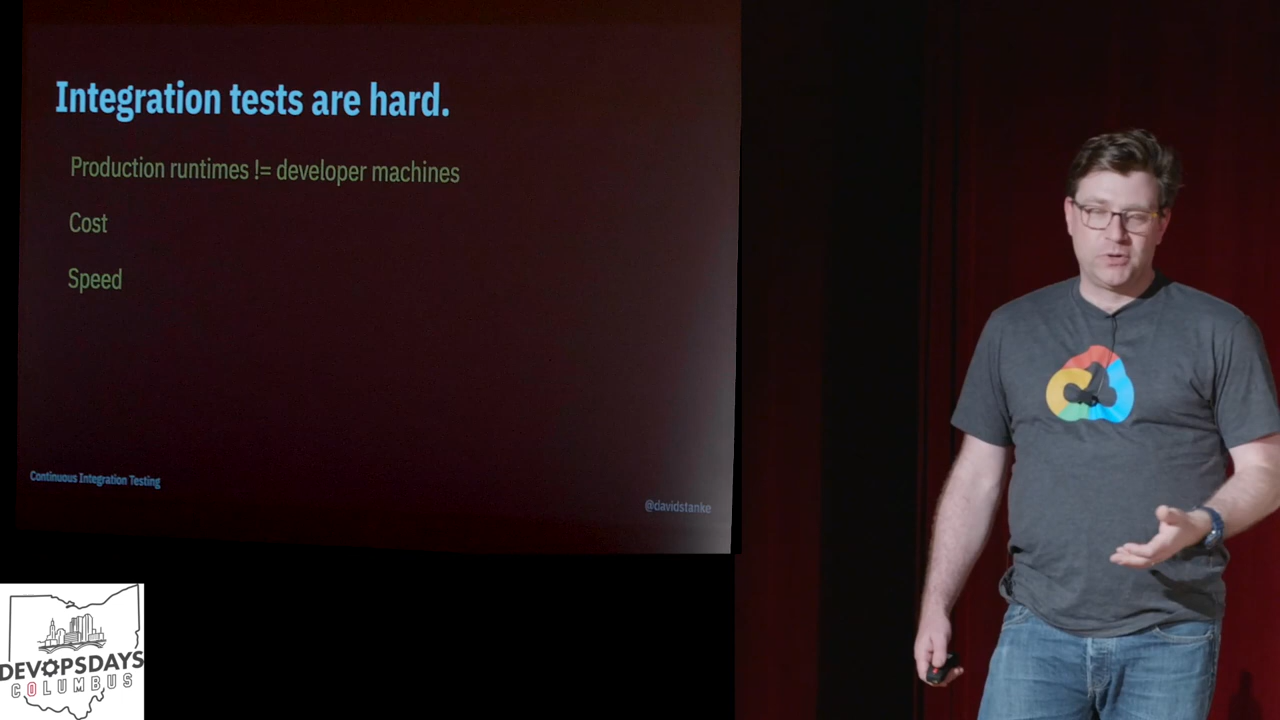 Integration tests are hard.
Production runtimes != developer machines
Cost
Speed
Continuous Integration Testing
@davidstanke
DEVOPSDAYS
COLUMBUS